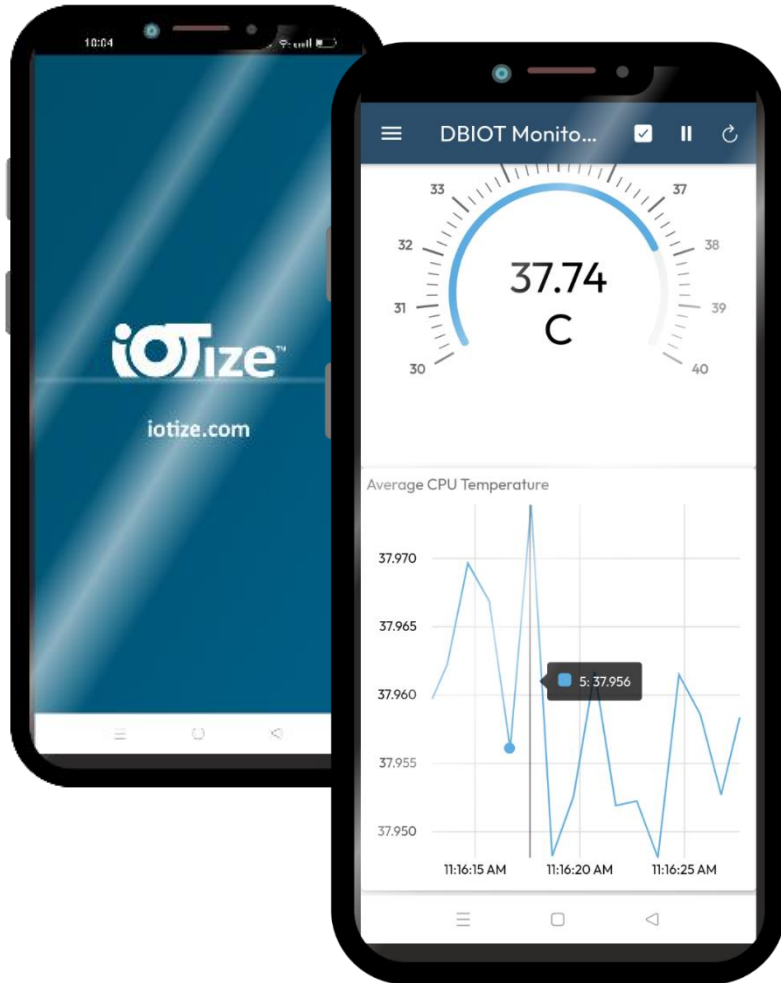 10:04
iOTize™
iotize.com
DBIOT Monito...
33
37
32
38
31
39
30
40
37.74
C
Average CPU Temperature
37.970
37.965
37.960
37.955
37.950
5: 37.956
11:16:15 AM
11:16:20 AM
11:16:25 AM